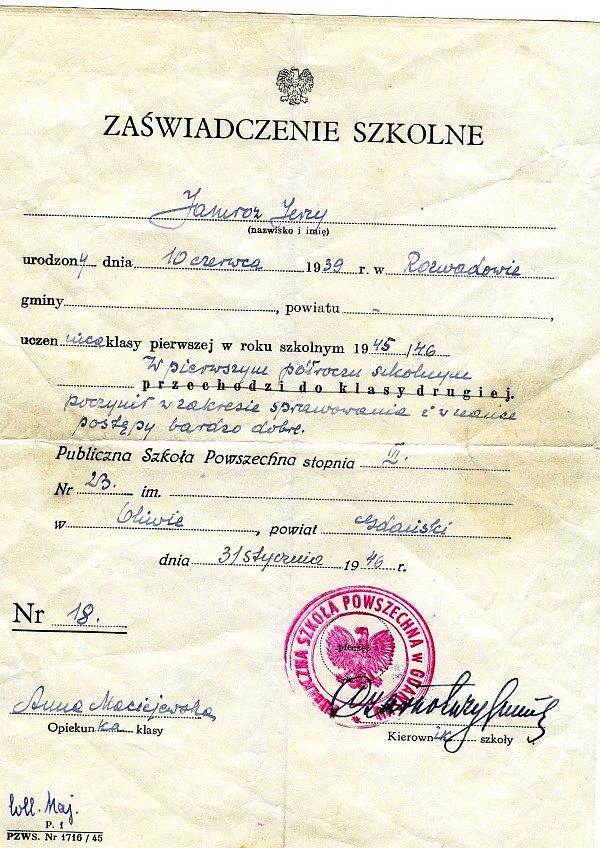 ZAŚWIADCZENIE SZKOLNE
Jamroz Jerzy
(nazwisko i imię)
urodzony dnia 10 czerwca 1939 r. w Rozwadowie
gminy , powiatu - ,
uczen nica klasy pierwszej w roku szkolnym 1945/46
W pierwszym półroczu szkolnym
przechodzi do klasy drugiej.
poczynił w zakresie sprawowania i w nauce
postępy bardzo dobre.
Publiczna Szkoła Powszechna stopnia III.
Nr 23. im.
w Oliwie , powiat Gdański
dnia 31 stycznia 1946 r.
Nr 18.
PUBLICZNA SZKOŁA POWSZECHNA w
pieczęć
Anna Maciejewska
Opiekunka klasy
Kierownik szkoły
P. 1
PZWS. Nr 1716/45